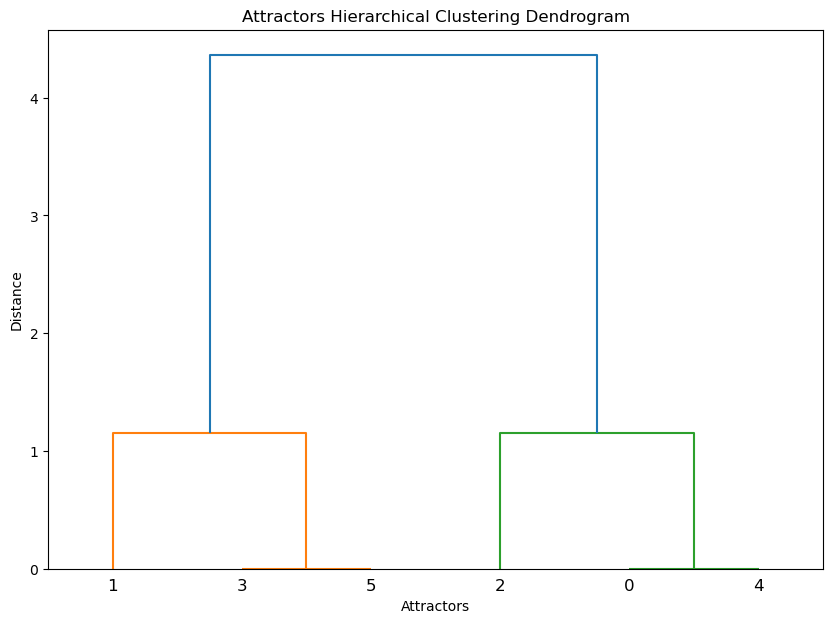 Attractors Hierarchical Clustering Dendrogram
4
3
2
1
0
Distance
1 3 5 2 0 4
Attractors